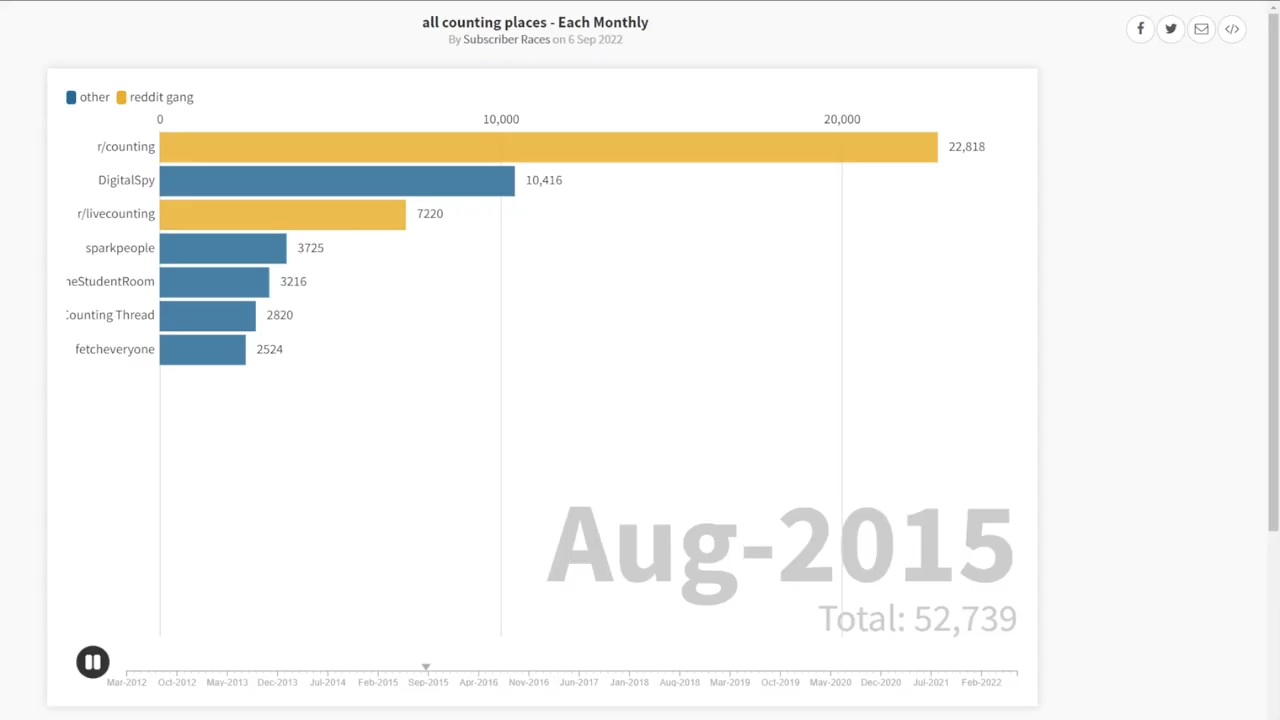 all counting places - Each Monthly
By Subscriber Races on 6 Sep 2022
other reddit gang
0 10,000 20,000
r/counting 22,818
DigitalSpy 10,416
r/livecounting 7220
sparkpeople 3725
heStudentRoom 3216
Counting Thread 2820
fetcheveryone 2524
Aug-2015
Total: 52,739
Mar-2012 Oct-2012 May-2013 Dec-2013 Jul-2014 Feb-2015 Sep-2015 Apr-2016 Nov-2016 Jun-2017 Jan-2018 Aug-2018 Mar-2019 Oct-2019 May-2020 Dec-2020 Jul-2021 Feb-2022